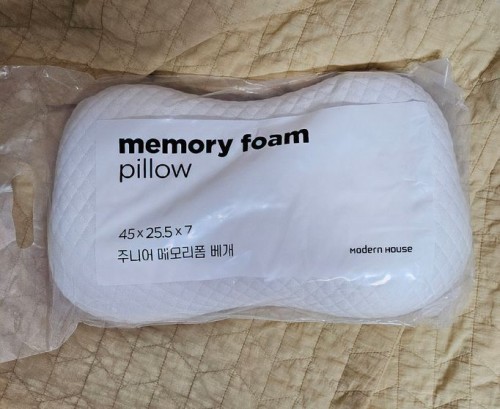 memory foam
pillow
45 x 25.5 x 7
주니어 메모리폼 베개
MODERN HOUSE